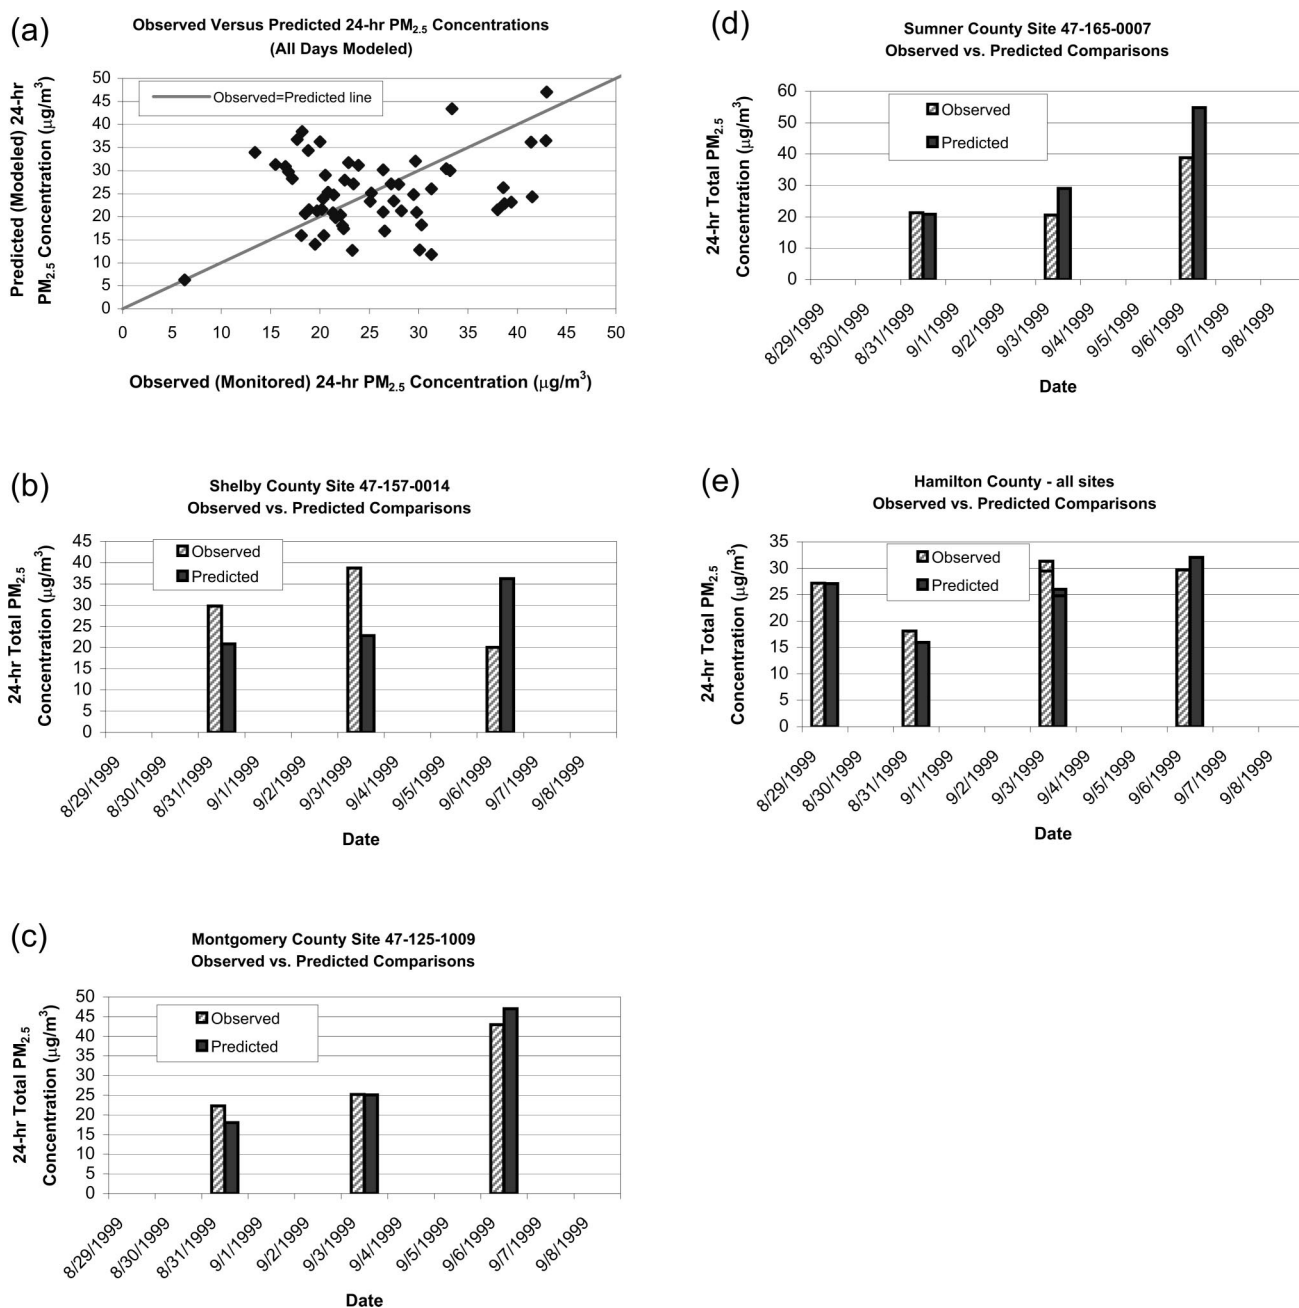 (a)
Observed Versus Predicted 24-hr PM2.5 Concentrations
(All Days Modeled)
Predicted (Modeled) 24-hr
PM2.5 Concentration (μg/m³)
50
45
40
35
30
25
20
15
10
5
0
Observed=Predicted line
0 5 10 15 20 25 30 35 40 45 50
Observed (Monitored) 24-hr PM2.5 Concentration (μg/m³)
(d)
Sumner County Site 47-165-0007
Observed vs. Predicted Comparisons
24-hr Total PM2.5
Concentration (μg/m³)
60
50
40
30
20
10
0
Observed
Predicted
8/29/1999 8/30/1999 8/31/1999 9/1/1999 9/2/1999 9/3/1999 9/4/1999 9/5/1999 9/6/1999 9/7/1999 9/8/1999
Date
(b)
Shelby County Site 47-157-0014
Observed vs. Predicted Comparisons
24-hr Total PM2.5
Concentration (μg/m³)
45
40
35
30
25
20
15
10
5
0
Observed
Predicted
8/29/1999 8/30/1999 8/31/1999 9/1/1999 9/2/1999 9/3/1999 9/4/1999 9/5/1999 9/6/1999 9/7/1999 9/8/1999
Date
(e)
Hamilton County - all sites
Observed vs. Predicted Comparisons
24-hr Total PM2.5
Concentration (μg/m³)
35
30
25
20
15
10
5
0
Observed
Predicted
8/29/1999 8/30/1999 8/31/1999 9/1/1999 9/2/1999 9/3/1999 9/4/1999 9/5/1999 9/6/1999 9/7/1999 9/8/1999
Date
(c)
Montgomery County Site 47-125-1009
Observed vs. Predicted Comparisons
24-hr Total PM2.5
Concentration (μg/m³)
50
45
40
35
30
25
20
15
10
5
0
Observed
Predicted
8/29/1999 8/30/1999 8/31/1999 9/1/1999 9/2/1999 9/3/1999 9/4/1999 9/5/1999 9/6/1999 9/7/1999 9/8/1999
Date